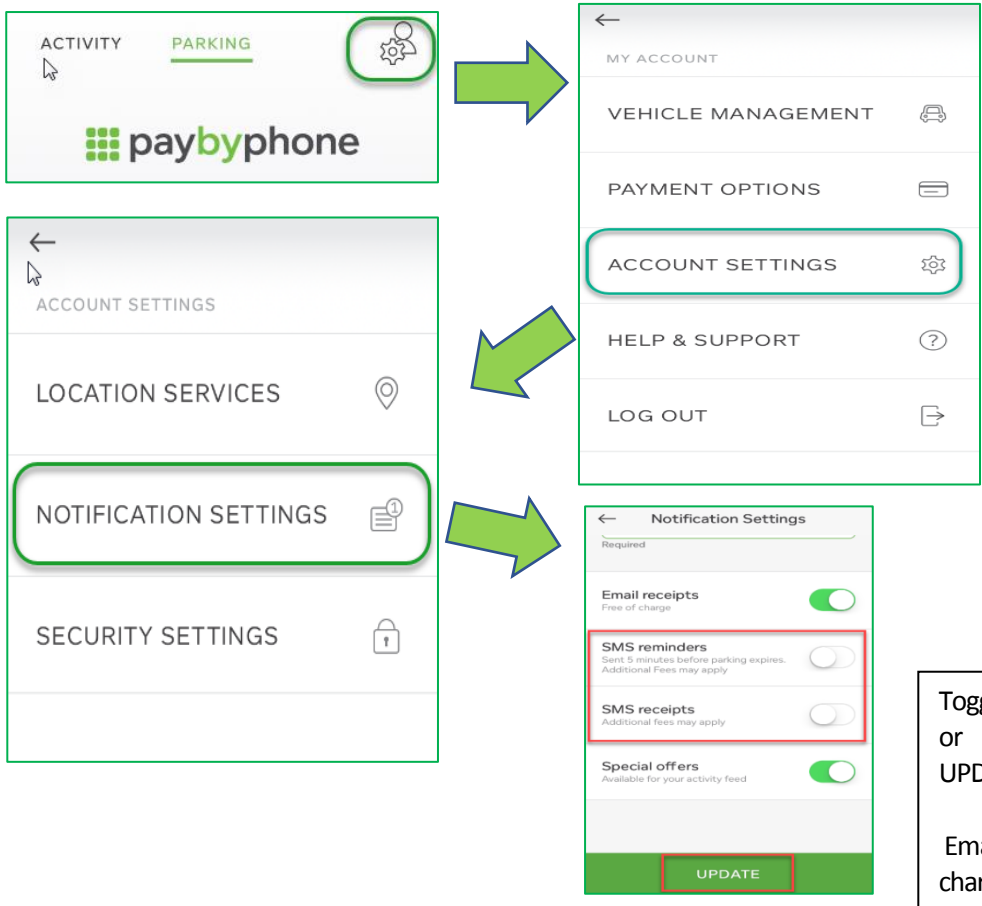 ACTIVITY PARKING
paybyphone
MY ACCOUNT
VEHICLE MANAGEMENT
PAYMENT OPTIONS
ACCOUNT SETTINGS
HELP & SUPPORT
LOG OUT
ACCOUNT SETTINGS
LOCATION SERVICES
NOTIFICATION SETTINGS
1
SECURITY SETTINGS
Notification Settings
Required
Email receipts
Free of charge
SMS reminders
Sent 5 minutes before parking expires.
Additional Fees may apply
SMS receipts
Additional fees may apply
Special offers
Available for your activity feed
UPDATE
or